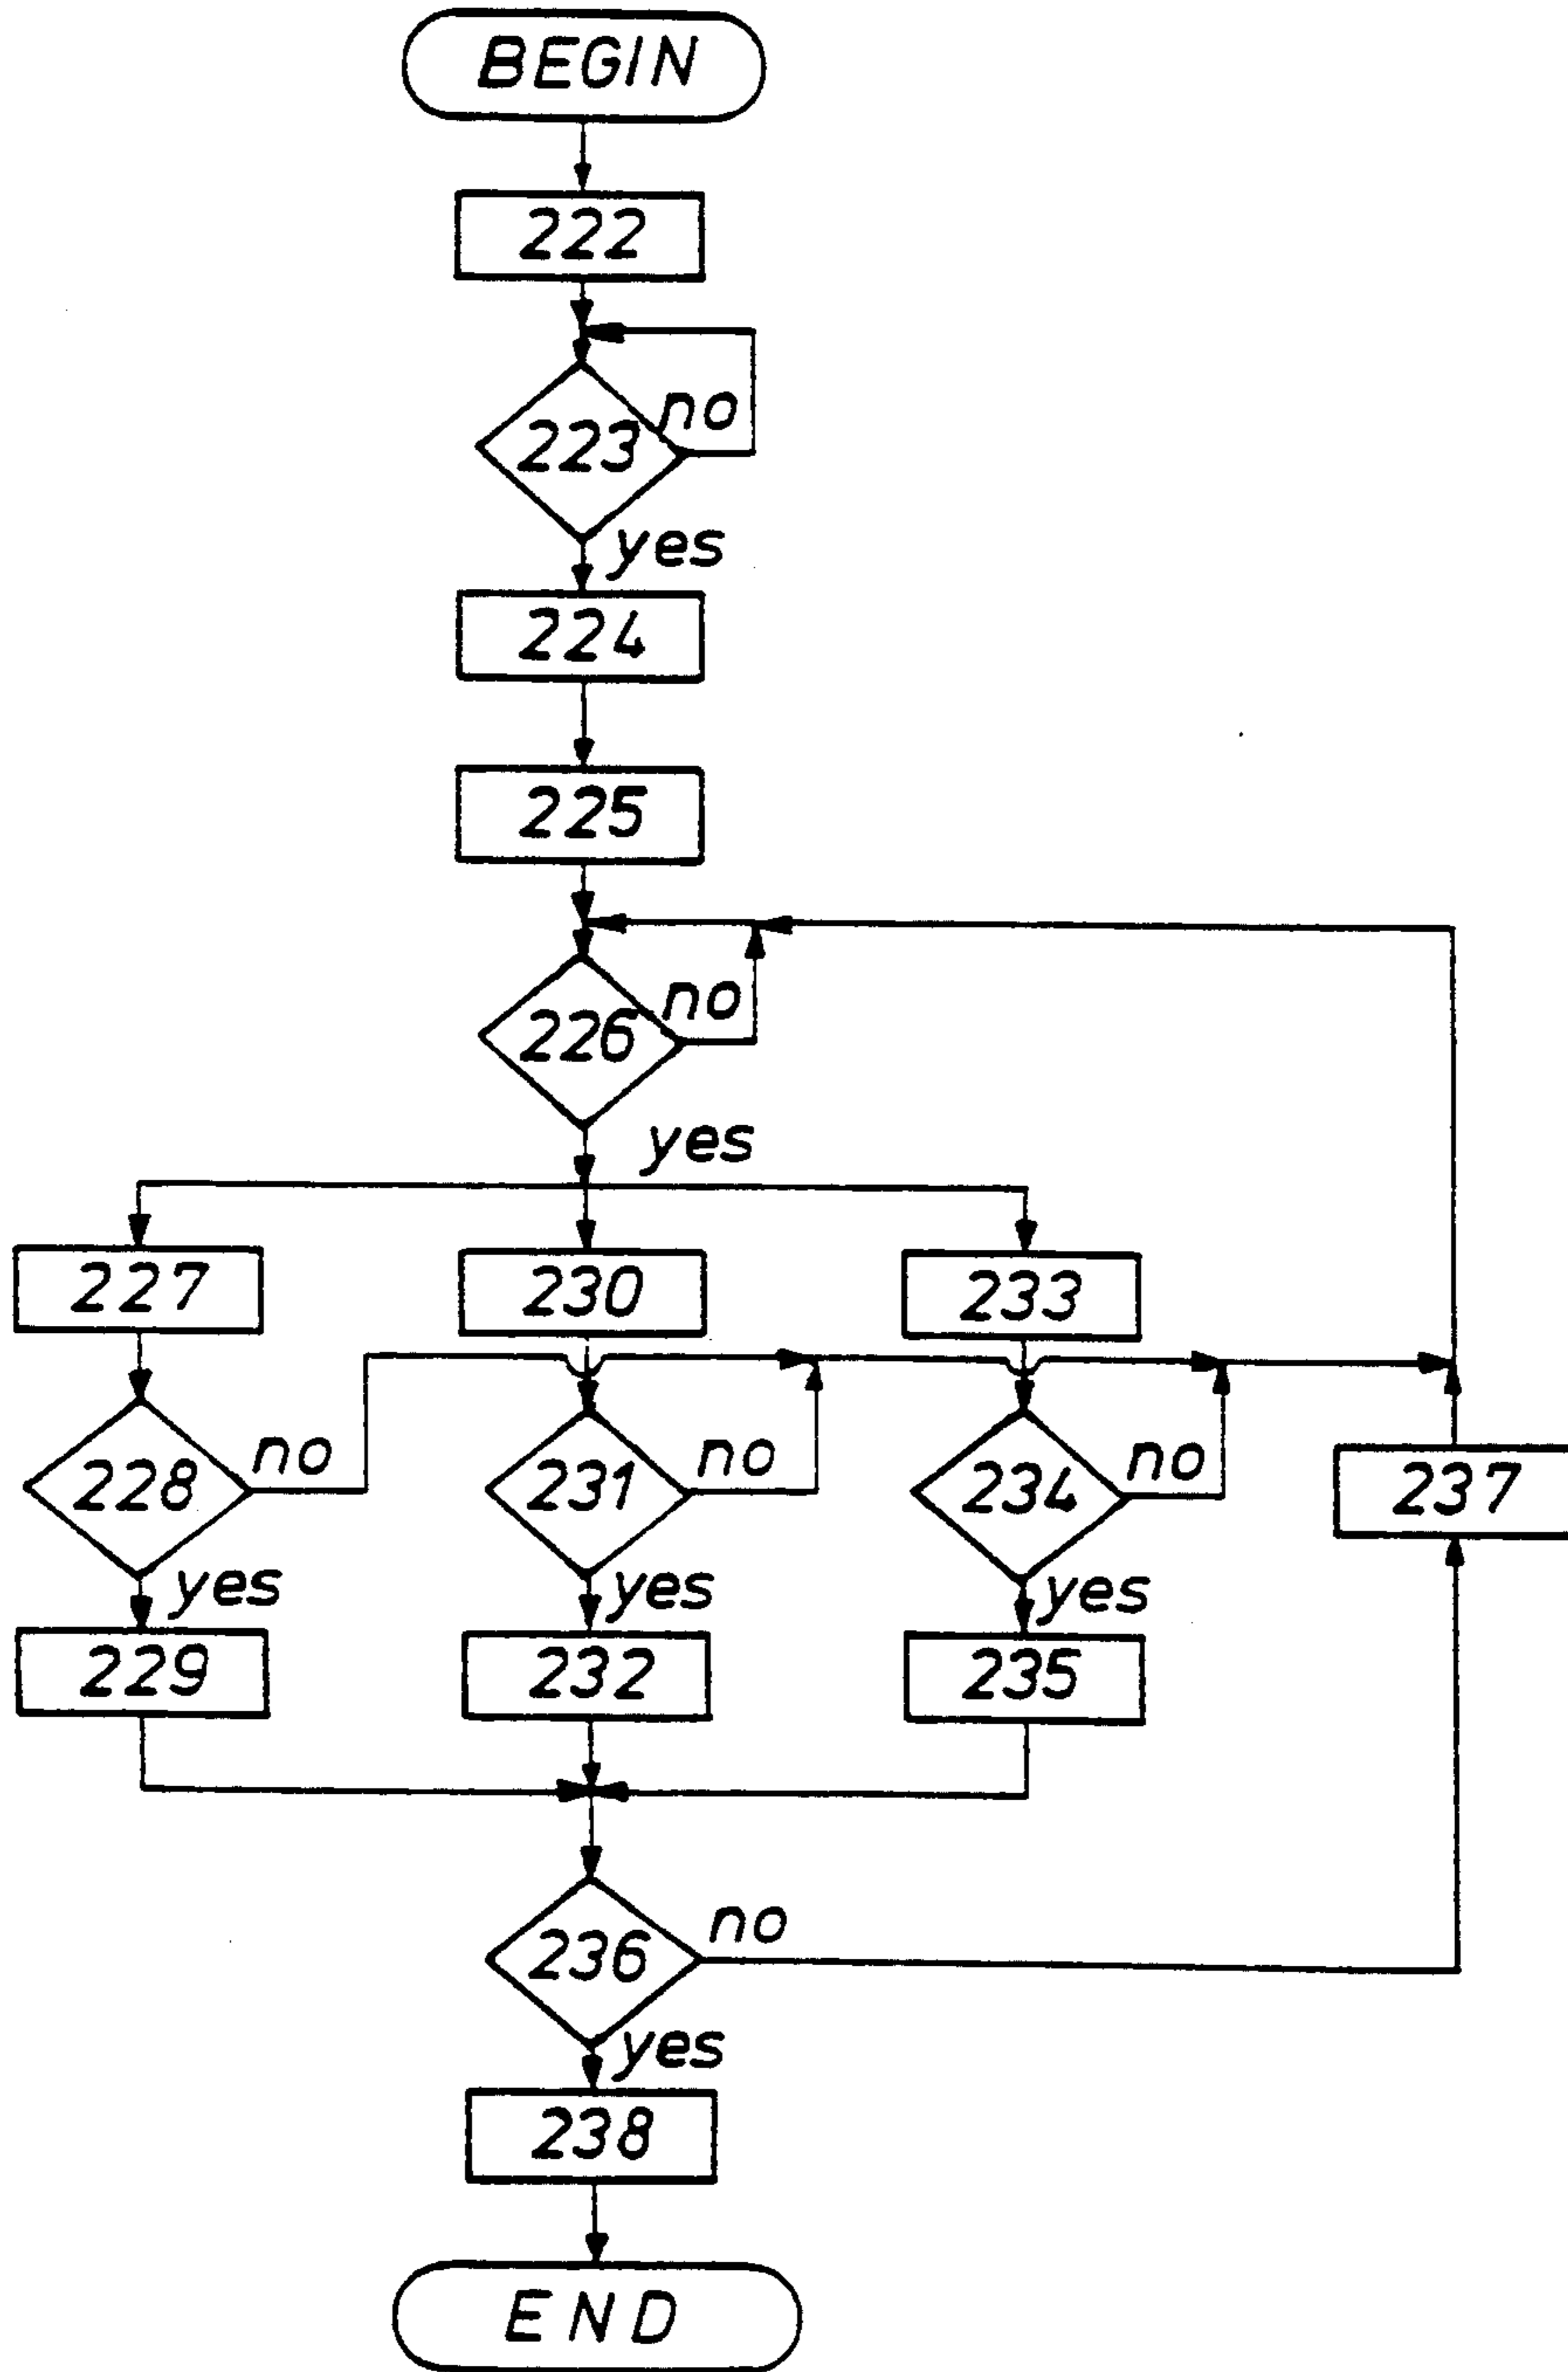 BEGIN
222
223
no
yes
224
225
226
no
yes
227
230
233
228
no
231
no
234
no
237
yes
yes
yes
229
232
235
236
no
yes
238
END